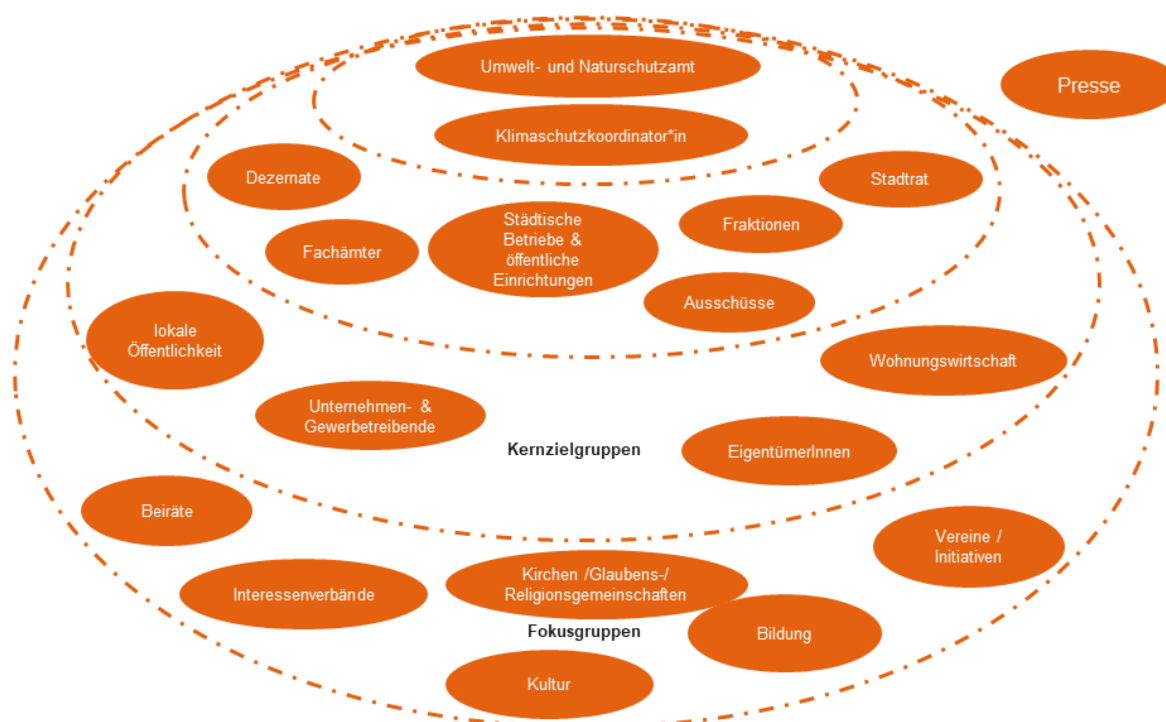 Umwelt- und Naturschutzamt
Presse
Klimaschutzkoordinator*in
Dezernate
Stadtrat
Städtische
Betriebe &
öffentliche
Einrichtungen
Fraktionen
Fachämter
Ausschüsse
lokale
Öffentlichkeit
Wohnungswirtschaft
Unternehmen- &
Gewerbetreibende
Kernzielgruppen
EigentümerInnen
Beiräte
Vereine /
Initiativen
Kirchen /Glaubens-/
Religionsgemeinschaften
Interessenverbände
Fokusgruppen
Bildung
Kultur